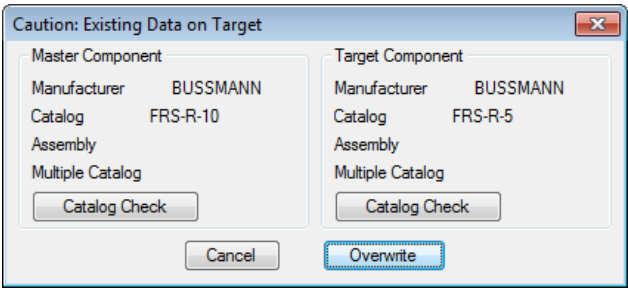 Caution: Existing Data on Target
Master Component
Manufacturer BUSSMANN
Catalog FRS-R-10
Assembly
Multiple Catalog
Catalog Check
Target Component
Manufacturer BUSSMANN
Catalog FRS-R-5
Assembly
Multiple Catalog
Catalog Check
Cancel Overwrite